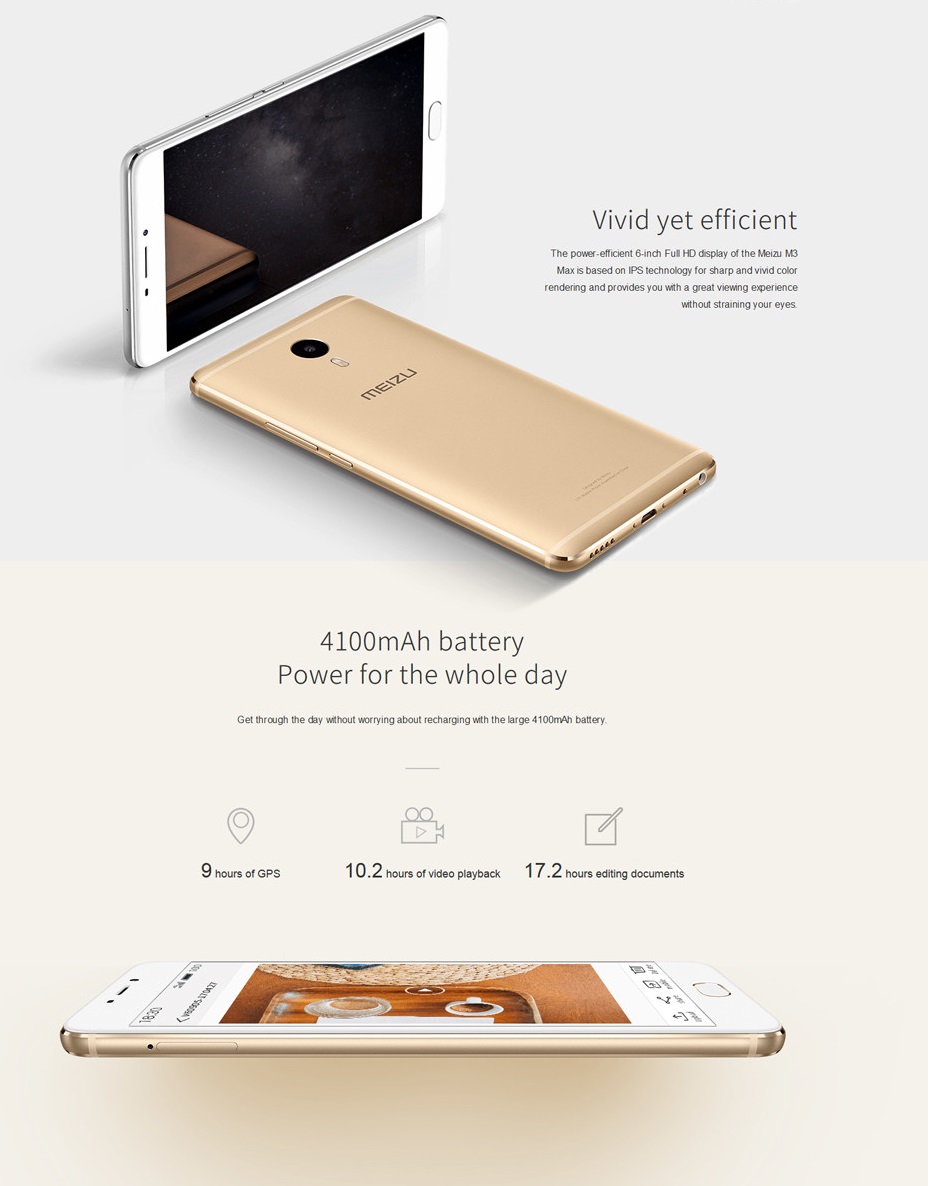 Vivid yet efficient
The power-efficient 6-inch Full HD display of the Meizu M3
Max is based on IPS technology for sharp and vivid color
rendering and provides you with a great viewing experience
without straining your eyes.
MEIZU
4100mAh battery
Power for the whole day
Get through the day without worrying about recharging with the large 4100mAh battery.
9 hours of GPS
10.2 hours of video playback
17.2 hours editing documents
18:30